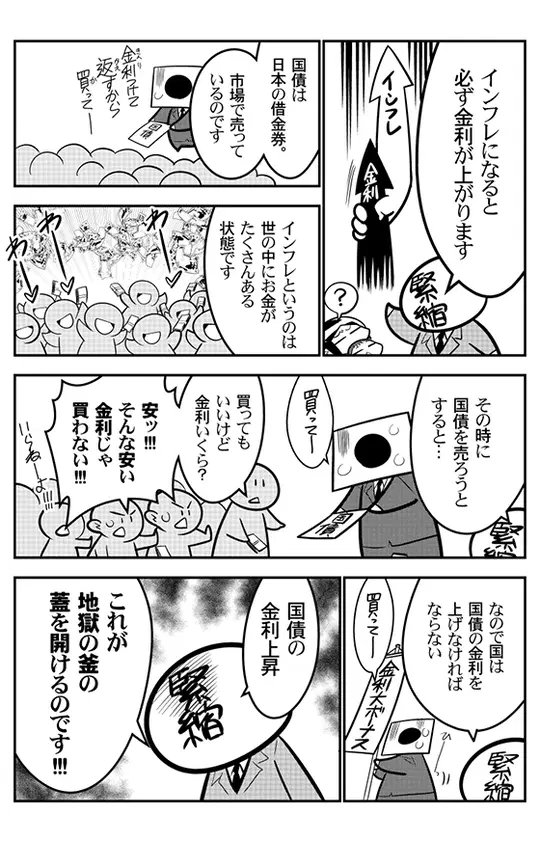 インフレになると
必ず金利が上がります
インフレ
金利
?
緊縮
国債は
日本の借金券。
市場で売って
いるのです
金利つけて
返すから
買ってー
国債
インフレというのは
世の中にお金が
たくさんある
状態です
わー
わー
わー
その時に
国債を売ろうと
すると…
緊縮
買ってー
国債
買っても
いいけど
金利いくら?
安ッ!!!
そんな安い
金利じゃ
買わない!!!
いらねーよ!!!
なので国は
国債の金利を
上げなければ
ならない
緊縮
買ってー
金利大ボーナス
国債の
金利上昇
緊縮
これが
地獄の釜の
蓋を開けるのです!!!